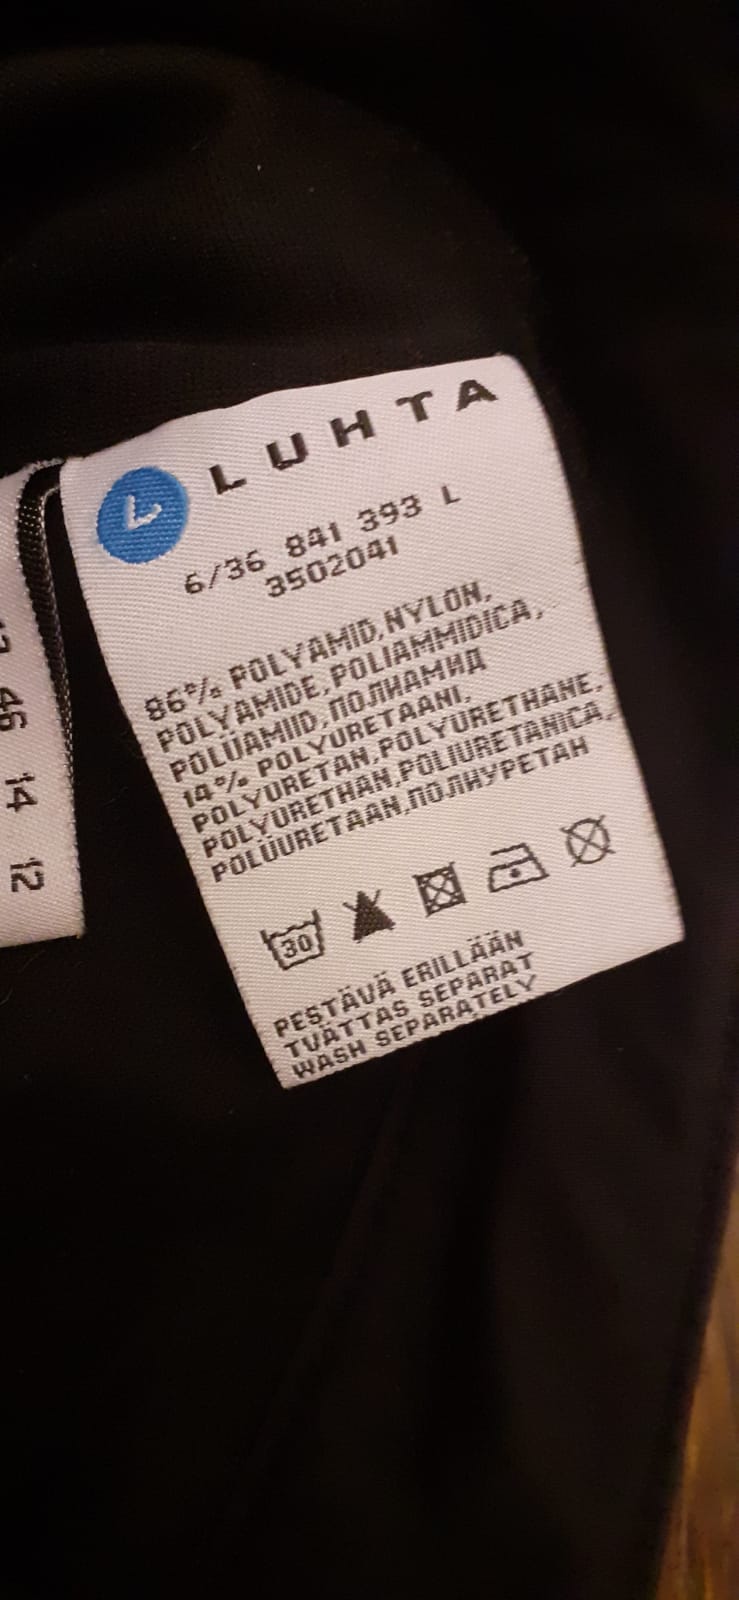 L LUHTA
6/36 841 393 L
3502041
86% POLYAMID,NYLON,
POLYAMIDE,POLIAMMIDICA,
POLÜAMIID,ПОЛИАМИД
14% POLYURETAANI,
POLYURETAN,POLYURETHANE,
POLYURETHAN,POLIURETANICA,
POLÜURETAAN,ПОЛИУРЕТАН
30
PESTÄVÄ ERILLÄÄN
TVÄTTAS SEPARAT
WASH SEPARATELY
46
14
12